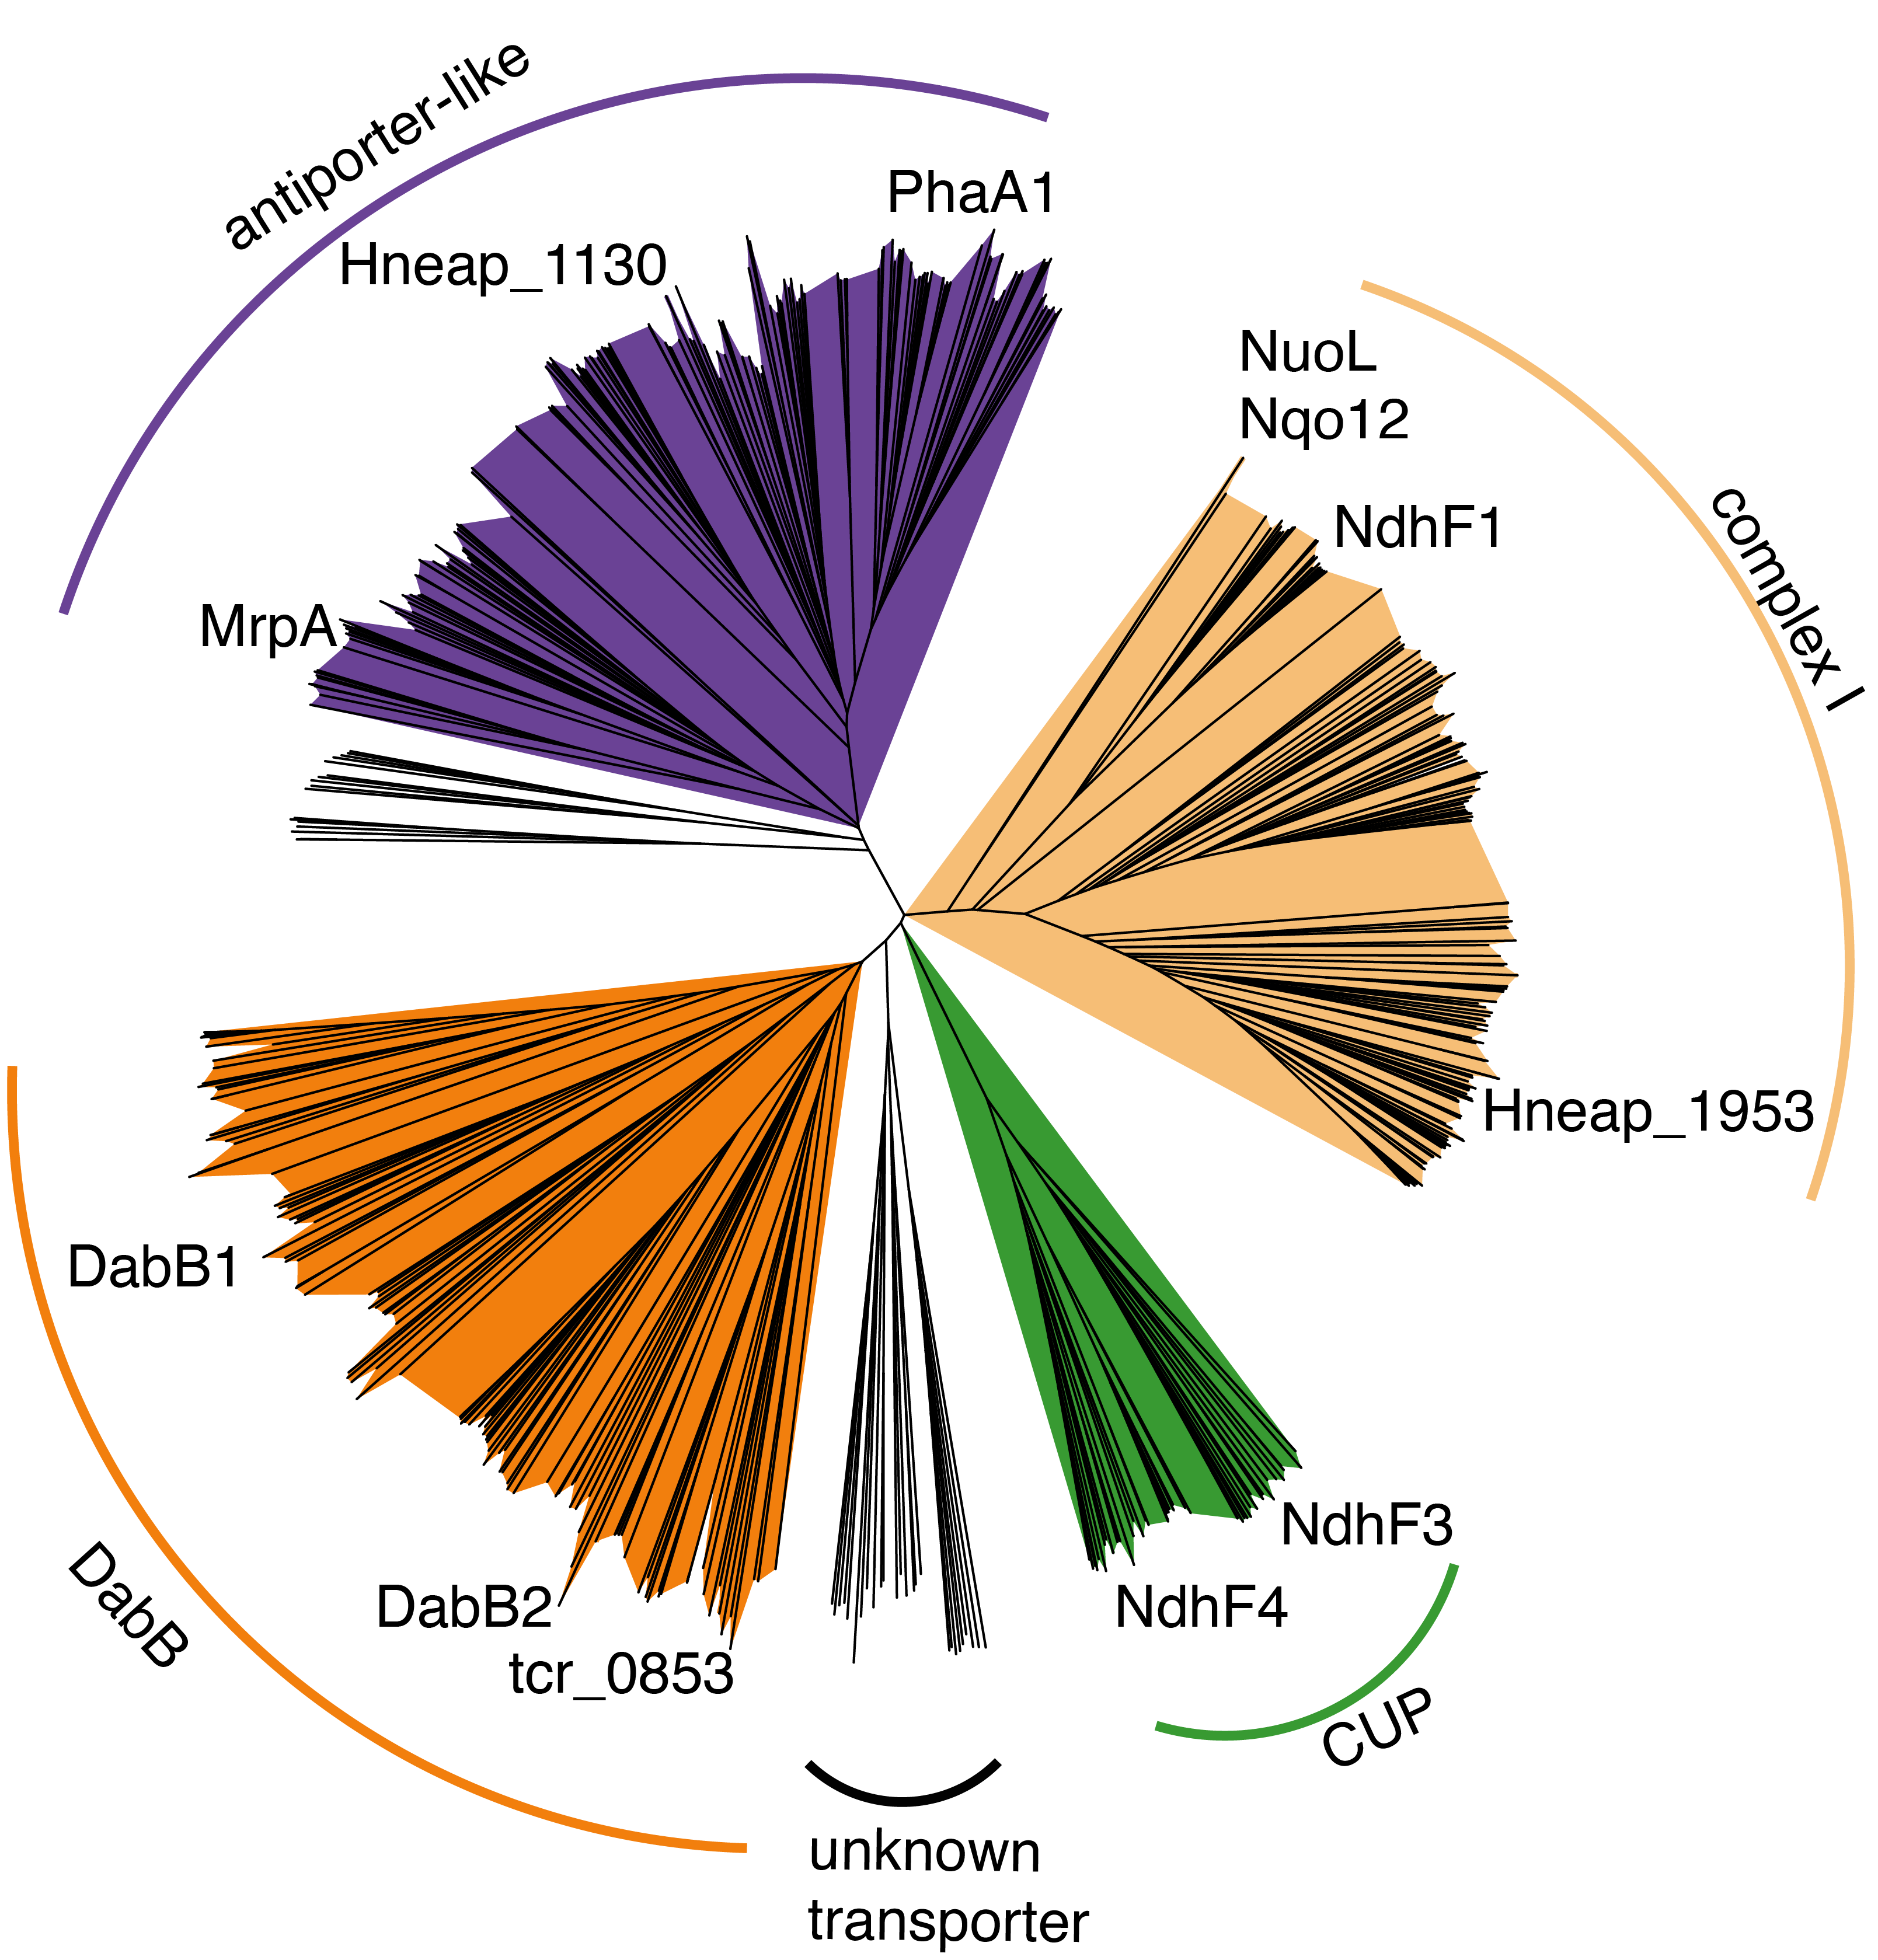 antiporter-like
PhaA1
Hneap_1130
NuoL
Nqo12
NdhF1
complex I
MrpA
Hneap_1953
DabB1
NdhF3
DabB
DabB2
NdhF4
tcr_0853
CUP
unknown
transporter